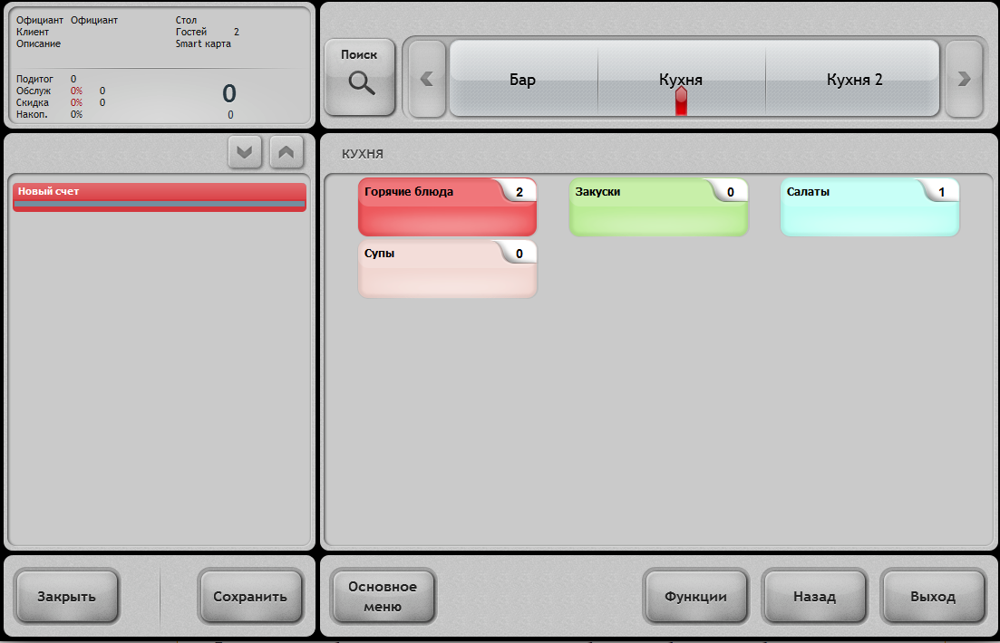 Официант Официант Стол
Клиент Гостей 2
Описание Smart карта
Подитог 0
Обслуж 0% 0
Скидка 0% 0
Накоп. 0%
0
0
Поиск
Бар Кухня Кухня 2
КУХНЯ
Новый счет
Горячие блюда 2 Закуски 0 Салаты 1
Супы 0
Закрыть Сохранить
Основное
меню
Функции Назад Выход